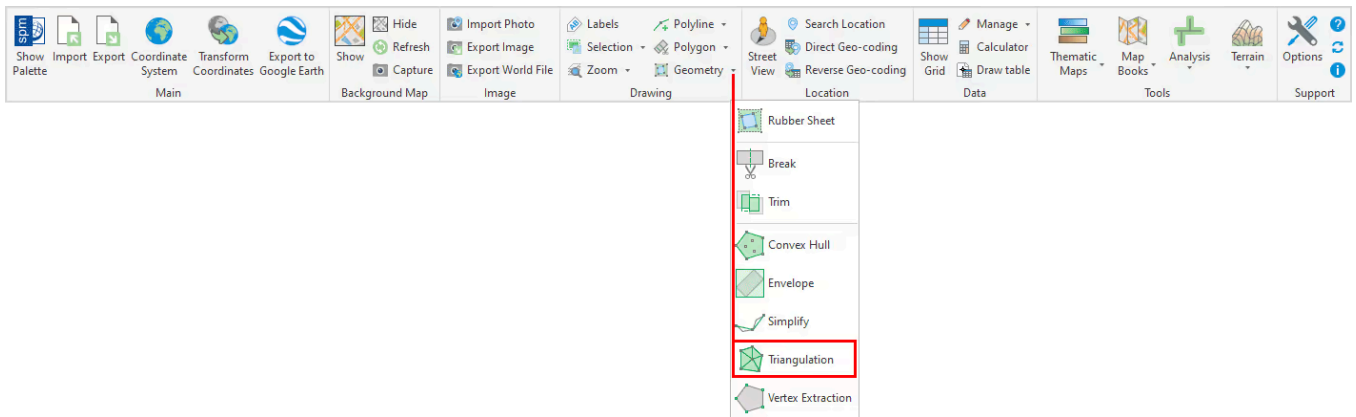 spm
Show
Palette
Import
Export
Coordinate
System
Transform
Coordinates
Export to
Google Earth
Main
Show
Hide
Refresh
Capture
Background Map
Import Photo
Export Image
Export World File
Image
Labels
Selection
Zoom
Polyline
Polygon
Geometry
Drawing
Street
View
Search Location
Direct Geo-coding
Reverse Geo-coding
Location
Show
Grid
Manage
Calculator
Draw table
Data
Thematic
Maps
Map
Books
Analysis
Terrain
Tools
Options
Support
Rubber Sheet
Break
Trim
Convex Hull
Envelope
Simplify
Triangulation
Vertex Extraction